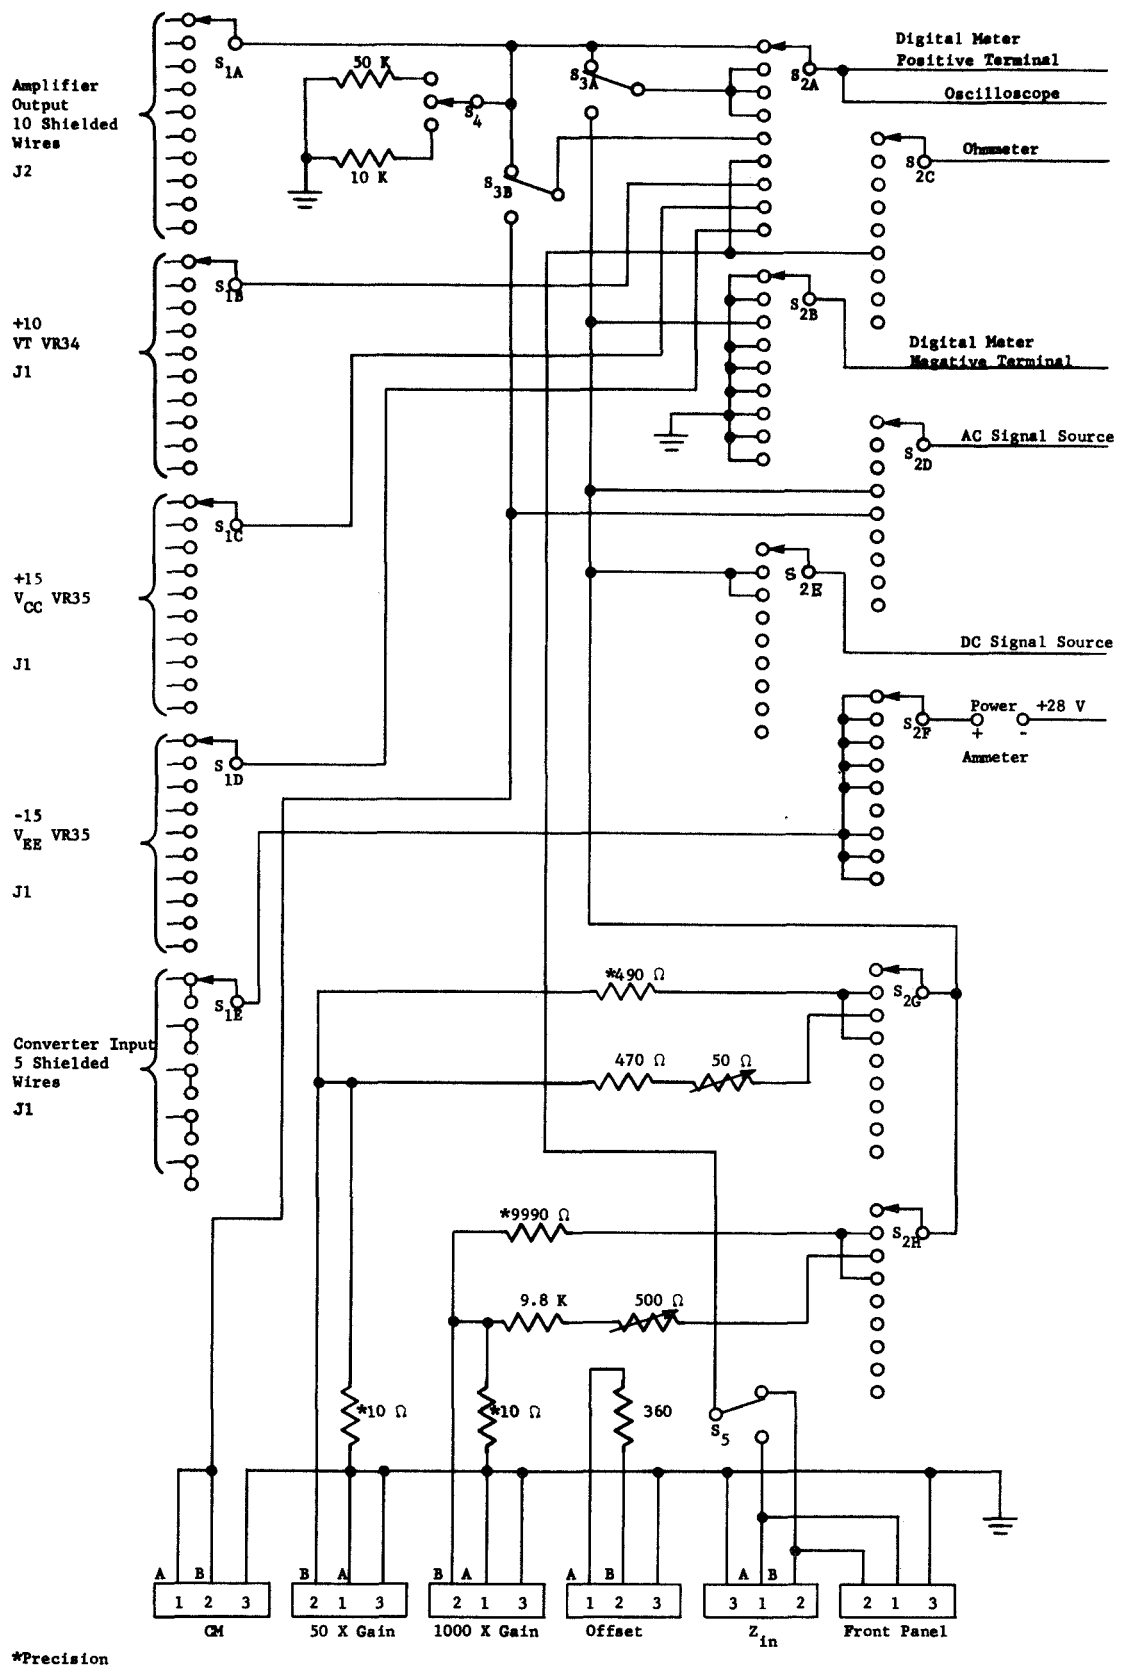 Digital Meter
Positive Terminal
Oscilloscope
S1A
50 K
S3A
S2A
Amplifier
Output
10 Shielded
Wires
J2
S4
10 K
S3B
Ohmmeter
S2C
S1B
S2B
+10
VT VR34
J1
Digital Meter
Negative Terminal
AC Signal Source
S2D
S1C
+15
VCC VR35
J1
S2E
DC Signal Source
Power +28 V
S2F
+ -
Ammeter
S1D
-15
VEE VR35
J1
*490 Ω
S2G
S1E
Converter Input
5 Shielded
Wires
J1
470 Ω 50 Ω
*9990 Ω
S2H
9.8 K 500 Ω
*10 Ω *10 Ω 360
S5
A B B A B A A B A B
1 2 3 2 1 3 2 1 3 1 2 3 3 1 2 2 1 3
CM 50 X Gain 1000 X Gain Offset Zin Front Panel
*Precision